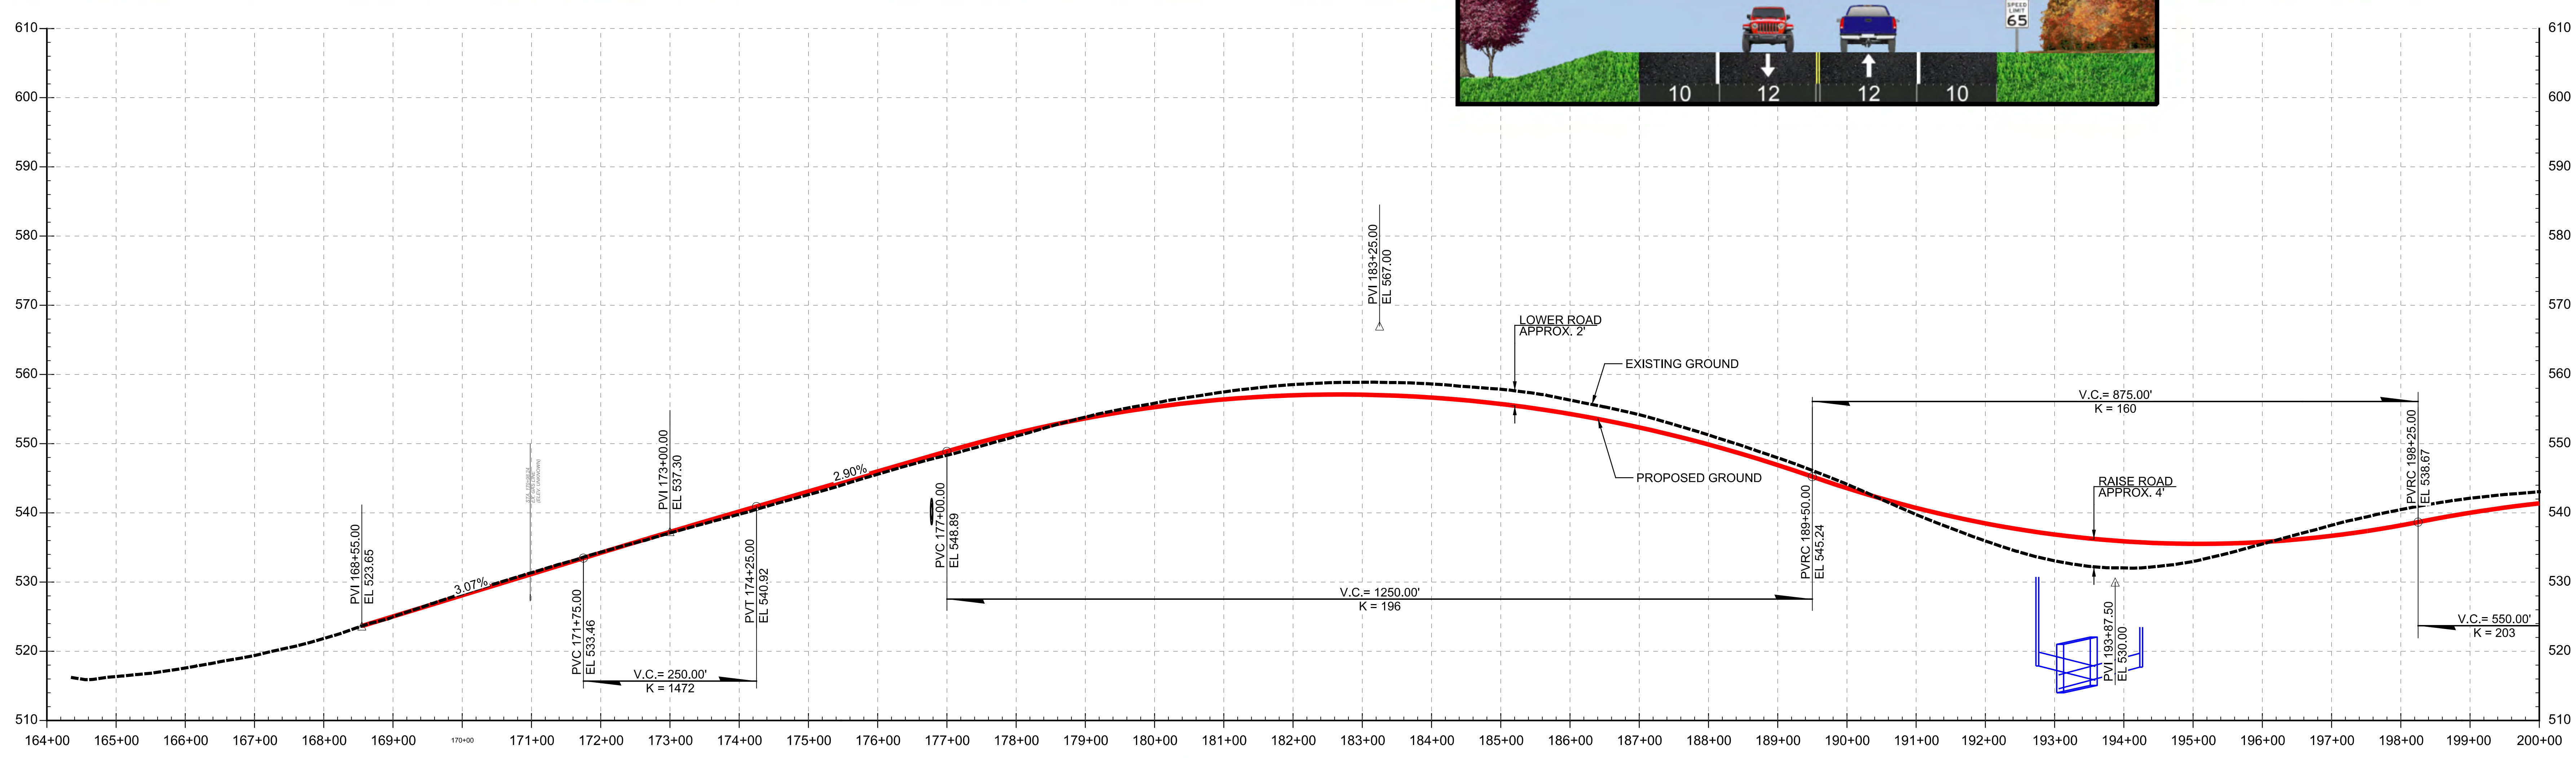 SPEED
LIMIT
65
10 12 12 10
610 610
600 600
590 590
580 580
570 570
560 560
550 550
540 540
530 530
520 520
510 510
PVI 168+55.00
EL 523.65
3.07%
PVC 171+75.00
EL 533.46
PVI 173+00.00
EL 537.30
PVT 174+25.00
EL 540.92
V.C.= 250.00'
K = 1472
2.90%
PVC 177+00.00
EL 548.89
PVI 183+25.00
EL 567.00
LOWER ROAD
APPROX. 2'
EXISTING GROUND
PROPOSED GROUND
V.C.= 1250.00'
K = 196
PVRC 189+50.00
EL 545.24
V.C.= 875.00'
K = 160
RAISE ROAD
APPROX. 4'
PVI 193+87.50
EL 530.00
PVRC 198+25.00
EL 538.67
V.C.= 550.00'
K = 203
164+00 165+00 166+00 167+00 168+00 169+00 170+00 171+00 172+00 173+00 174+00 175+00 176+00 177+00 178+00 179+00 180+00 181+00 182+00 183+00 184+00 185+00 186+00 187+00 188+00 189+00 190+00 191+00 192+00 193+00 194+00 195+00 196+00 197+00 198+00 199+00 200+00